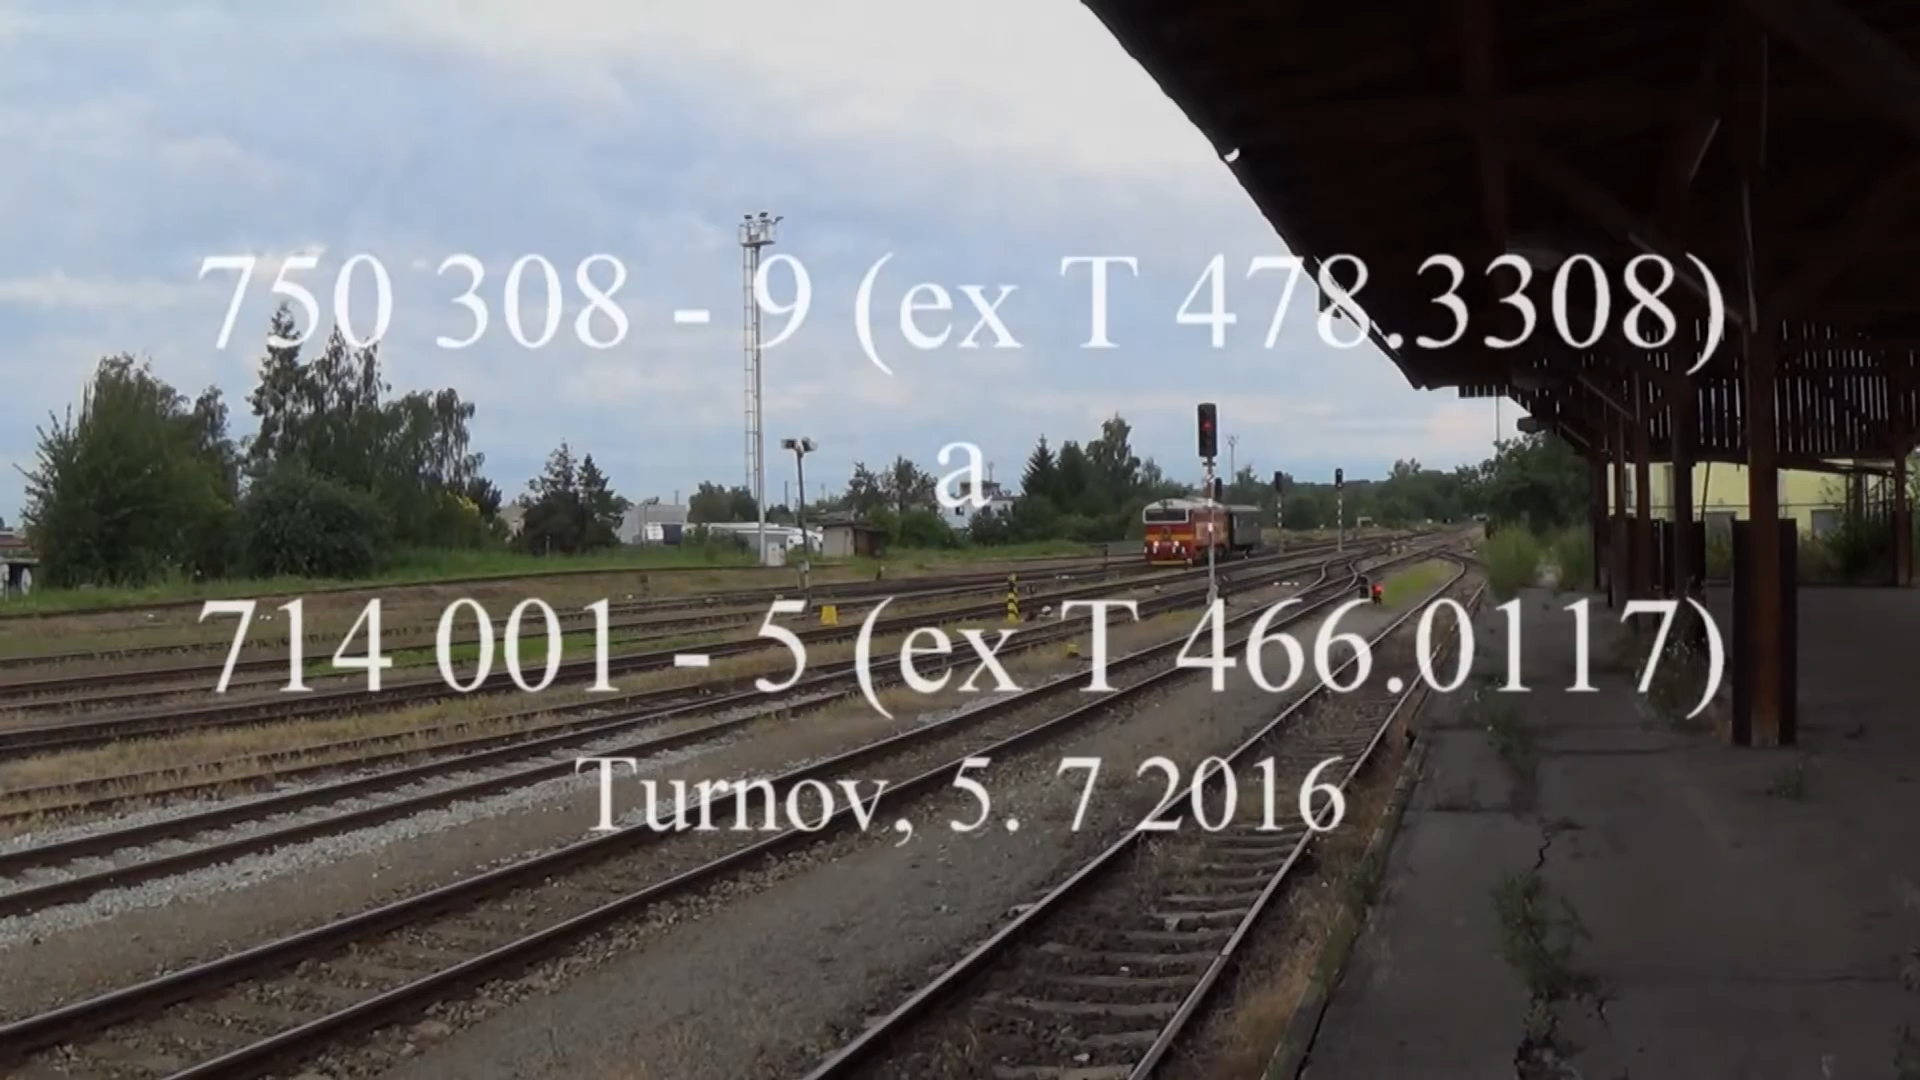 750 308 - 9 (ex T 478.3308)
a
714 001 - 5 (ex T 466.0117)
Turnov, 5. 7 2016